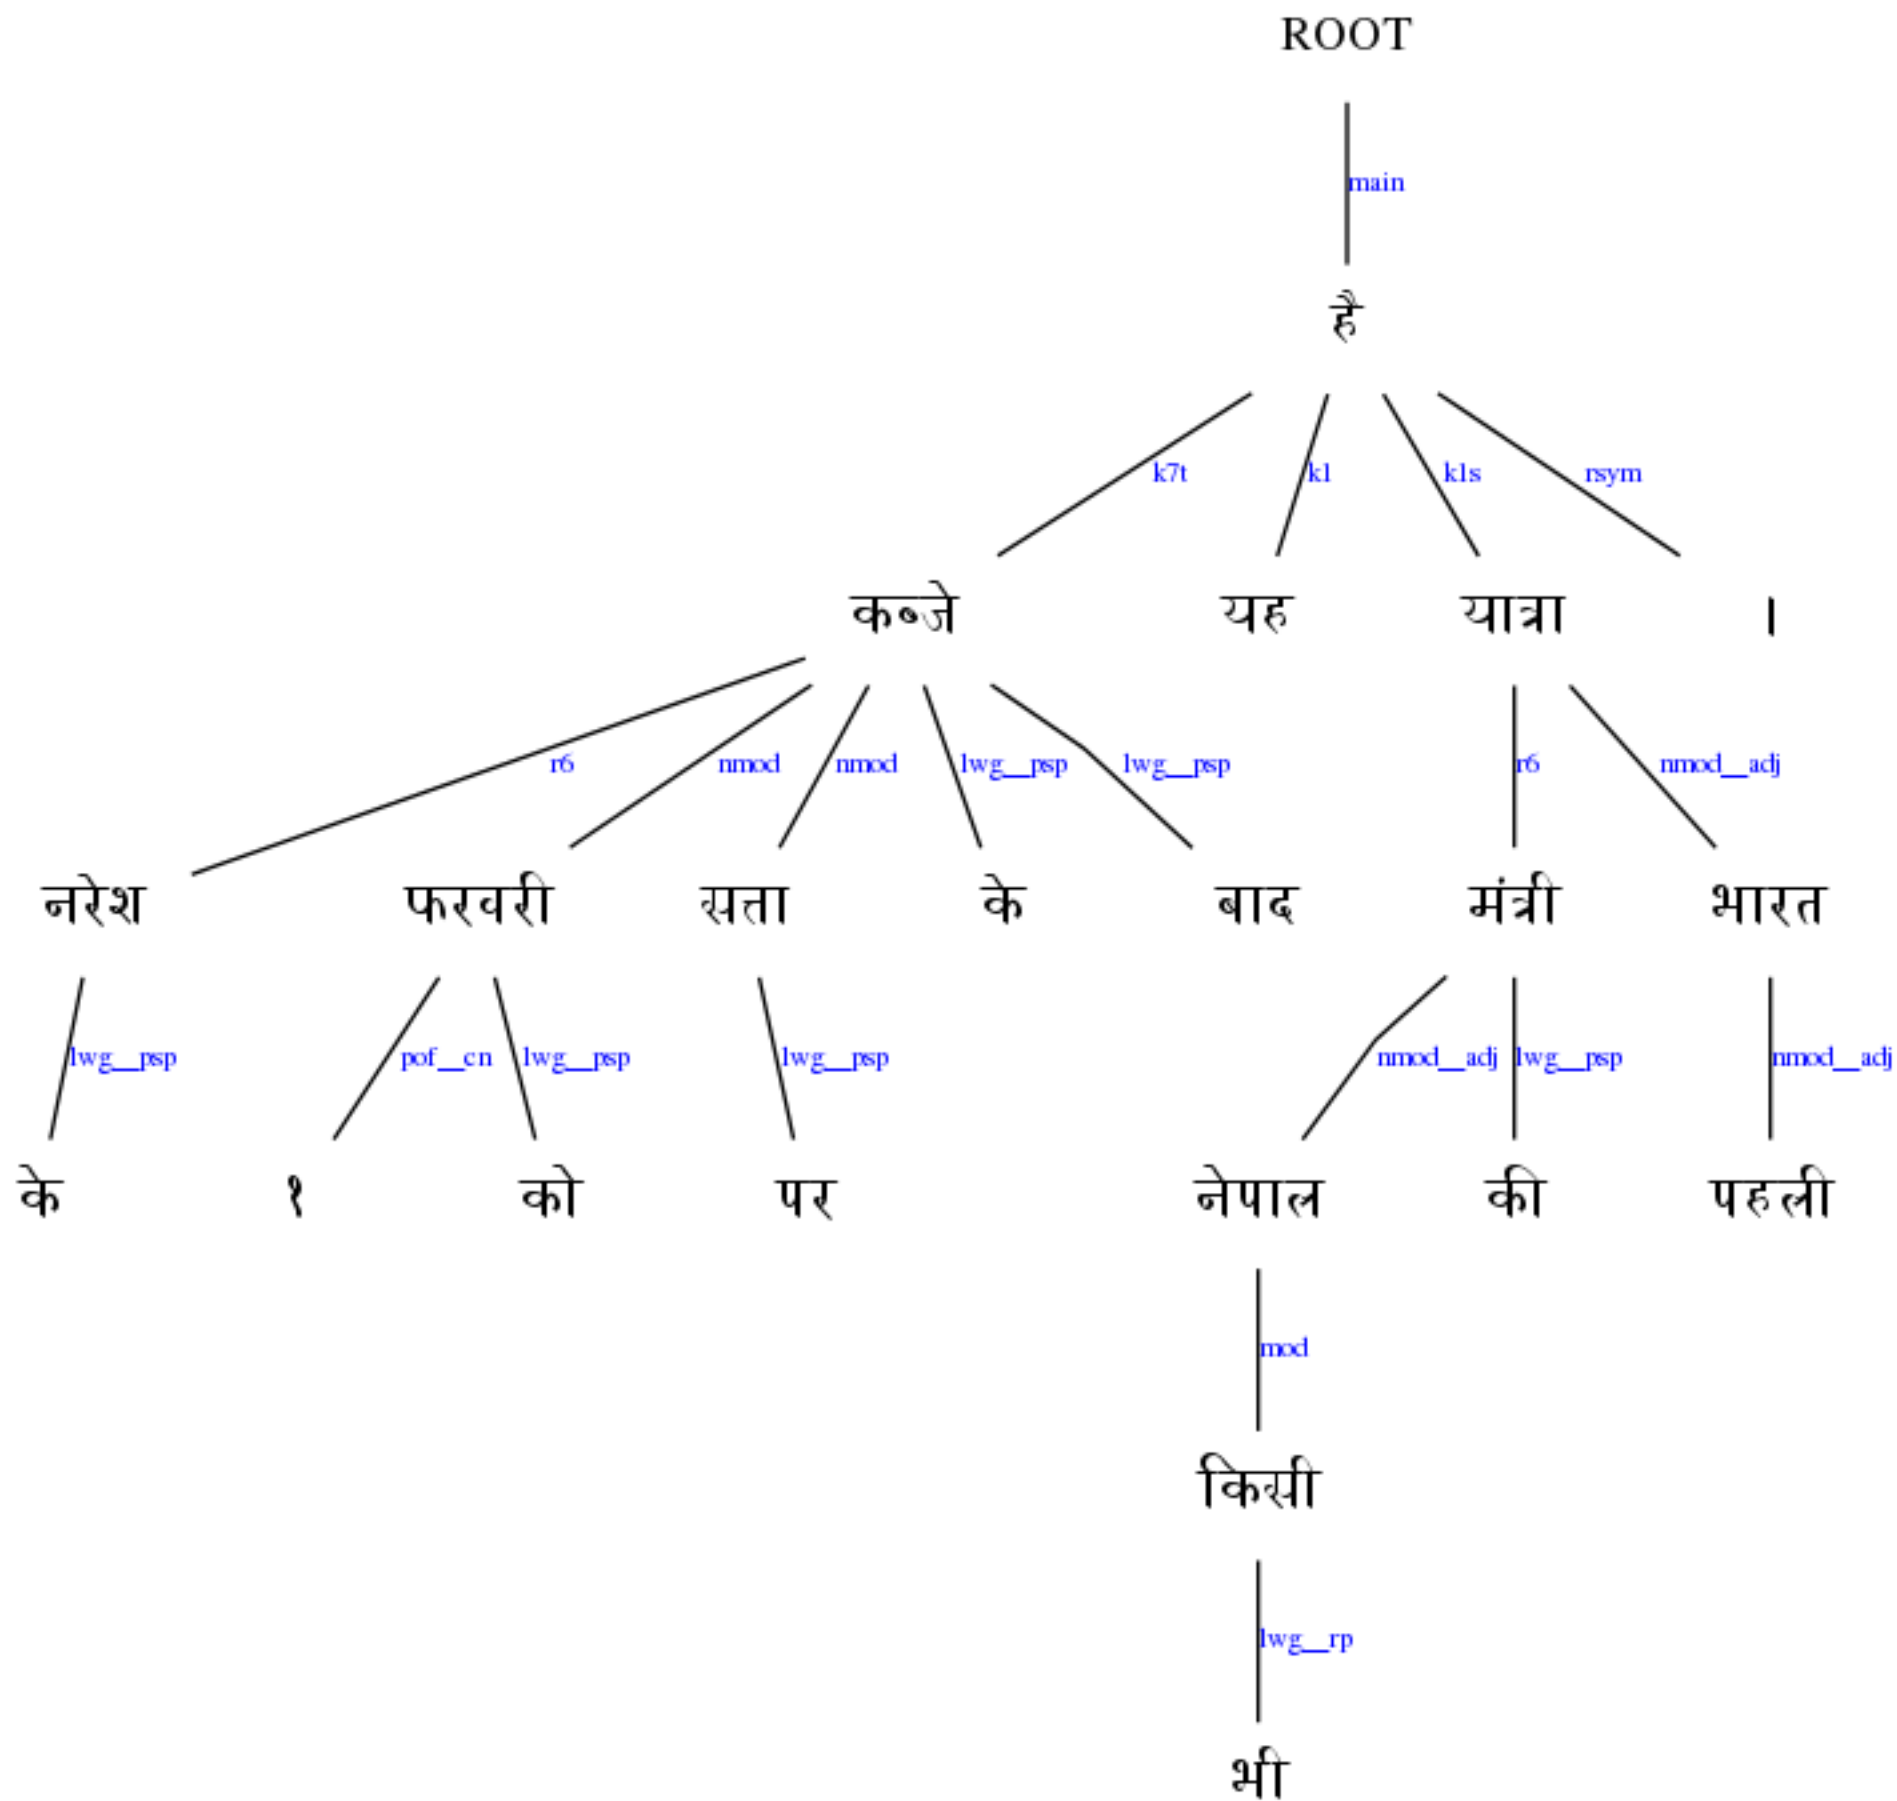 ROOT
main
है
k7t k1 k1s rsym
कब्जे यह यात्रा ।
r6 nmod nmod lwg__psp lwg__psp r6 nmod__adj
नरेश फरवरी सत्ता के बाद मंत्री भारत
lwg__psp pof__cn lwg__psp lwg__psp nmod__adj lwg__psp nmod__adj
के १ को पर नेपाल की पहली
mod
किसी
lwg__rp
भी